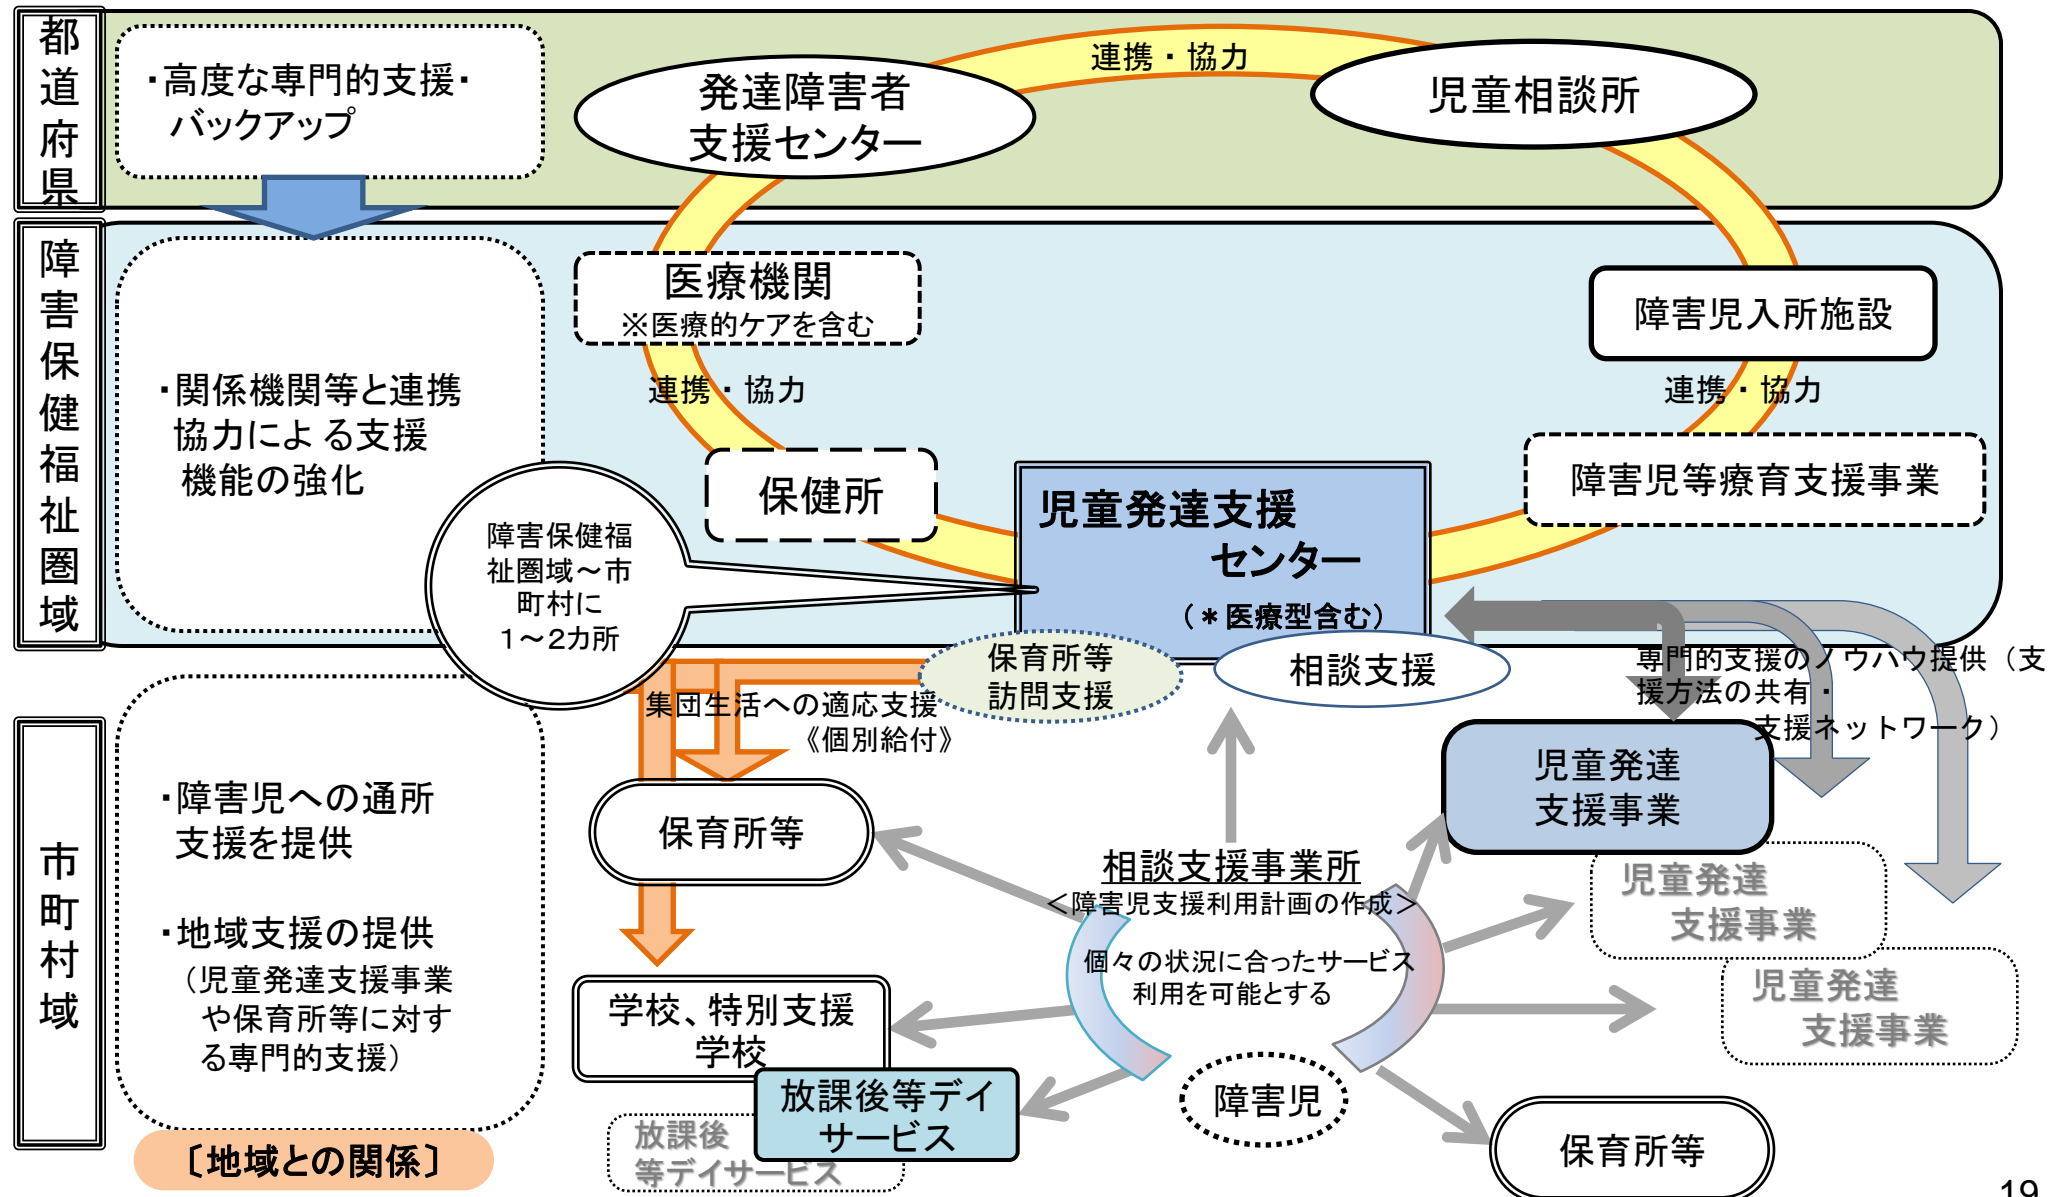 都道府県
・高度な専門的支援・
バックアップ
発達障害者
支援センター
連携・協力
児童相談所
障害保健福祉圏域
・関係機関等と連携
協力による支援
機能の強化
医療機関
※医療的ケアを含む
障害児入所施設
連携・協力
連携・協力
保健所
障害児等療育支援事業
児童発達支援
センター
（＊医療型含む）
障害保健福
祉圏域～市
町村に
１～２カ所
保育所等
訪問支援
相談支援
専門的支援のノウハウ提供（支
援方法の共有・
支援ネットワーク）
集団生活への適応支援
《個別給付》
市町村域
・障害児への通所
支援を提供
・地域支援の提供
（児童発達支援事業
や保育所等に対す
る専門的支援）
〔地域との関係〕
保育所等
児童発達
支援事業
相談支援事業所
＜障害児支援利用計画の作成＞
個々の状況に合ったサービス
利用を可能とする
児童発達
支援事業
児童発達
支援事業
学校、特別支援
学校
放課後等デイ
サービス
放課後
等デイサービス
障害児
保育所等
19